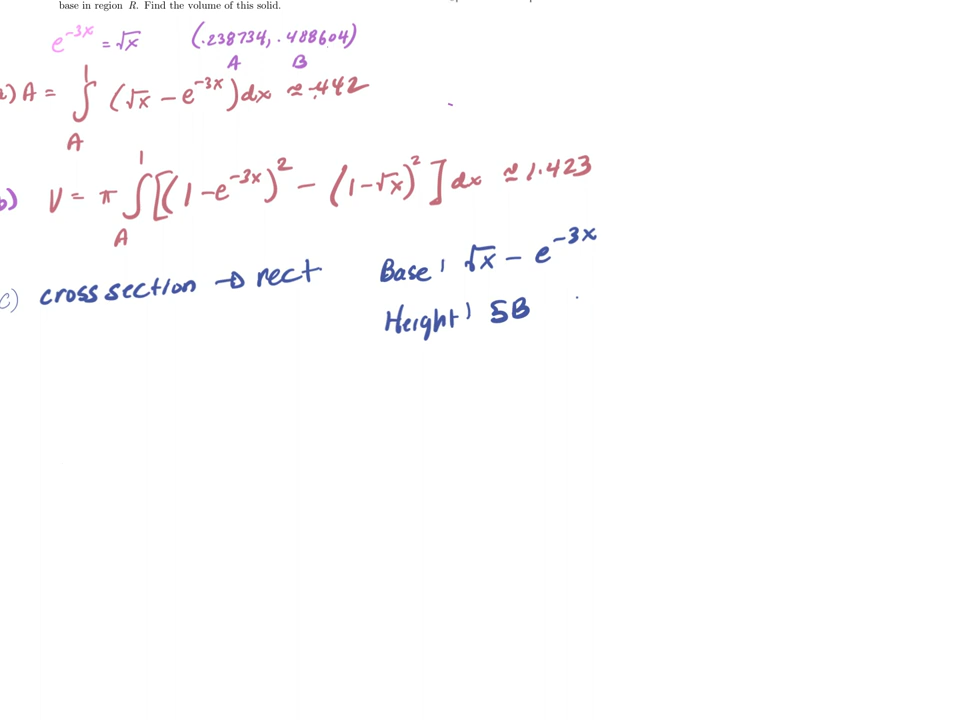 base in region R. Find the volume of this solid.
e^{-3x} = √x (.238734, .488604)
A B
a) A = ∫_A^1 (√x − e^{-3x}) dx ≈ .442
b) V = π ∫_A^1 [(1−e^{-3x})^2 − (1−√x)^2] dx ≈ 1.423
c) cross section → rect Base: √x − e^{-3x}
Height: 5B